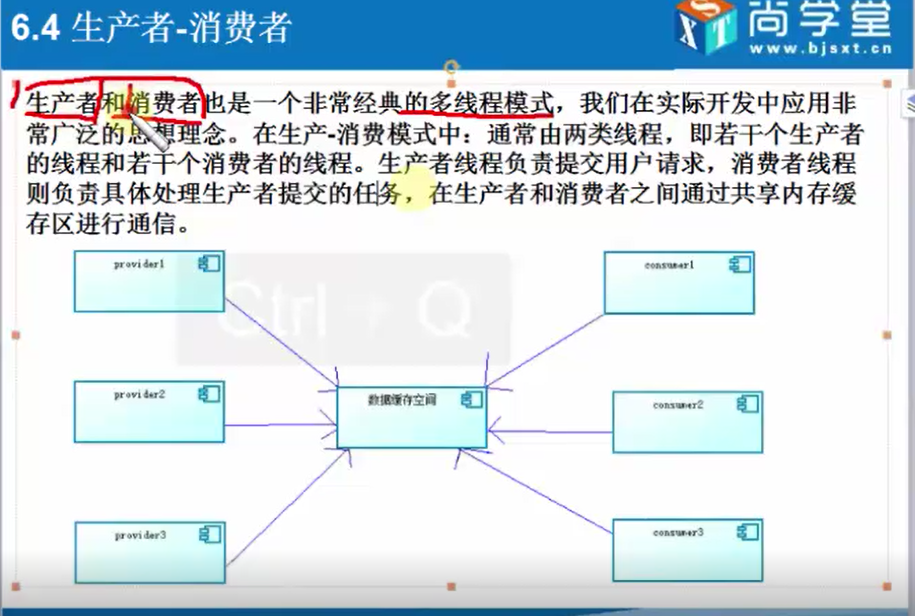 6.4 生产者-消费者
尚学堂
XST
www.bjsxt.cn
生产者和消费者也是一个非常经典的多线程模式，我们在实际开发中应用非
常广泛的思想理念。在生产-消费模式中：通常由两类线程，即若干个生产者
的线程和若干个消费者的线程。生产者线程负责提交用户请求，消费者线程
则负责具体处理生产者提交的任务，在生产者和消费者之间通过共享内存缓
存区进行通信。
provider1
consumer1
Ctrl + Q
provider2
数据缓存空间
consumer2
provider3
consumer3